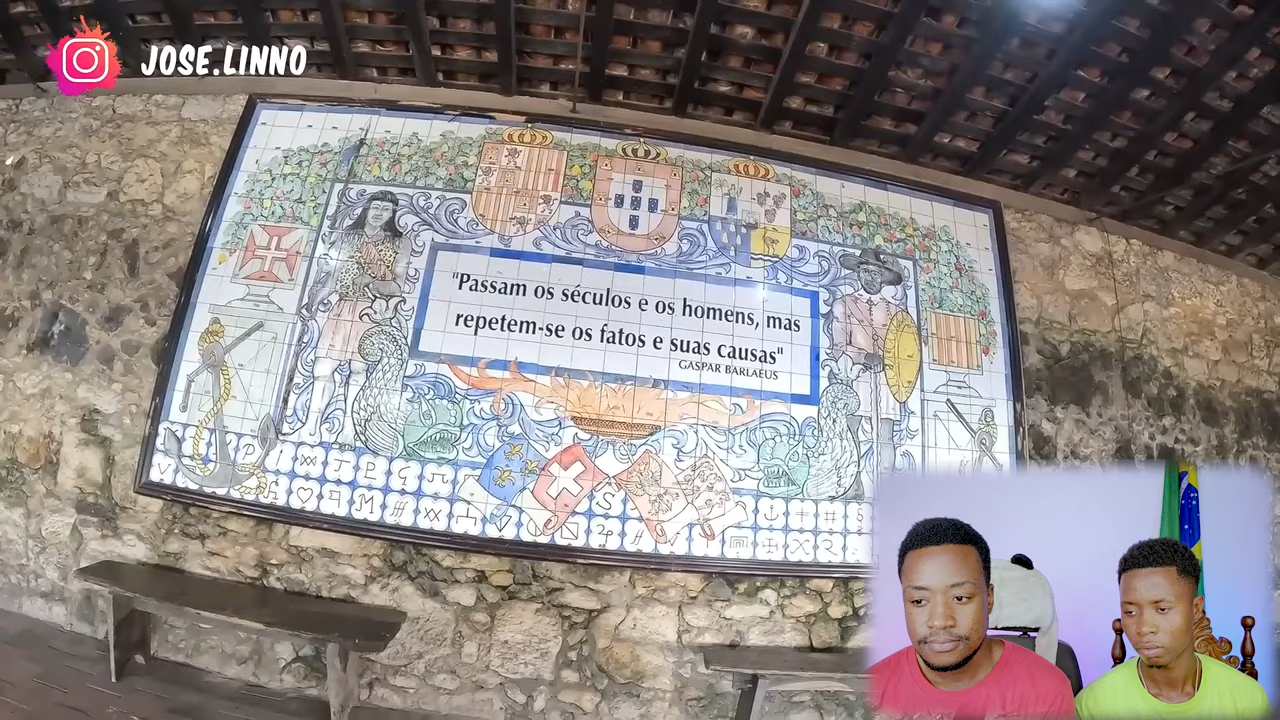 JOSE.LINNO
"Passam os séculos e os homens, mas
repetem-se os fatos e suas causas"
GASPAR BARLAEUS